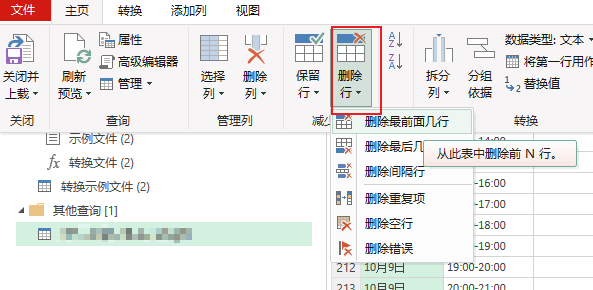 文件 主页 转换 添加列 视图
关闭并
上载
关闭
刷新
预览
属性
高级编辑器
管理
查询
选择
列
删除
列
管理列
保留
行
删除
行
减少
拆分
列
分组
依据
数据类型: 文本
将第一行用作
替换值
转换
删除最前面几行
删除最后几
从此表中删除前 N 行。
删除间隔行
删除重复项
删除空行
删除错误
示例文件 (2)
转换文件 (2)
转换示例文件 (2)
其他查询 [1]
-14:00
-16:00
-17:00
-18:00
-19:00
212 10月9日 19:00-20:00
213 10月9日 20:00-21:00